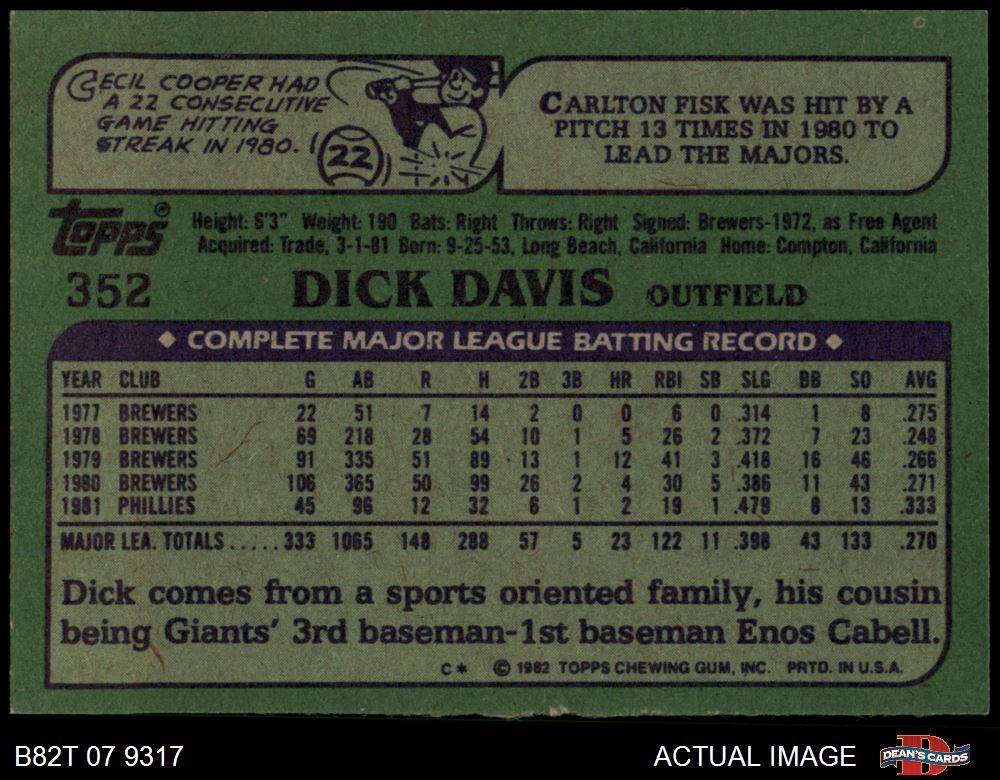 CECIL COOPER HAD
A 22 CONSECUTIVE
GAME HITTING
STREAK IN 1980.
22
CARLTON FISK WAS HIT BY A
PITCH 13 TIMES IN 1980 TO
LEAD THE MAJORS.
TOPPS®
Height: 6'3" Weight: 190 Bats: Right Throws: Right Signed: Brewers-1972, as Free Agent
Acquired: Trade, 3-1-81 Born: 9-25-53, Long Beach, California Home: Compton, California
352 DICK DAVIS OUTFIELD
◆ COMPLETE MAJOR LEAGUE BATTING RECORD ◆
YEAR CLUB G AB R H 2B 3B HR RBI SB SLG BB SO AVG
1977 BREWERS 22 51 7 14 2 0 0 6 0 .314 1 8 .275
1978 BREWERS 69 218 28 54 10 1 5 26 2 .372 7 23 .248
1979 BREWERS 91 335 51 89 13 1 12 41 3 .418 16 46 .266
1980 BREWERS 106 365 50 99 26 2 4 30 5 .386 11 43 .271
1981 PHILLIES 45 96 12 32 6 1 2 19 1 .479 8 13 .333
MAJOR LEA. TOTALS.....333 1065 148 288 57 5 23 122 11 .398 43 133 .270
Dick comes from a sports oriented family, his cousin
being Giants' 3rd baseman-1st baseman Enos Cabell.
C* © 1982 TOPPS CHEWING GUM, INC. PRTD. IN U.S.A.
B82T 07 9317
ACTUAL IMAGE
DEAN'S CARDS